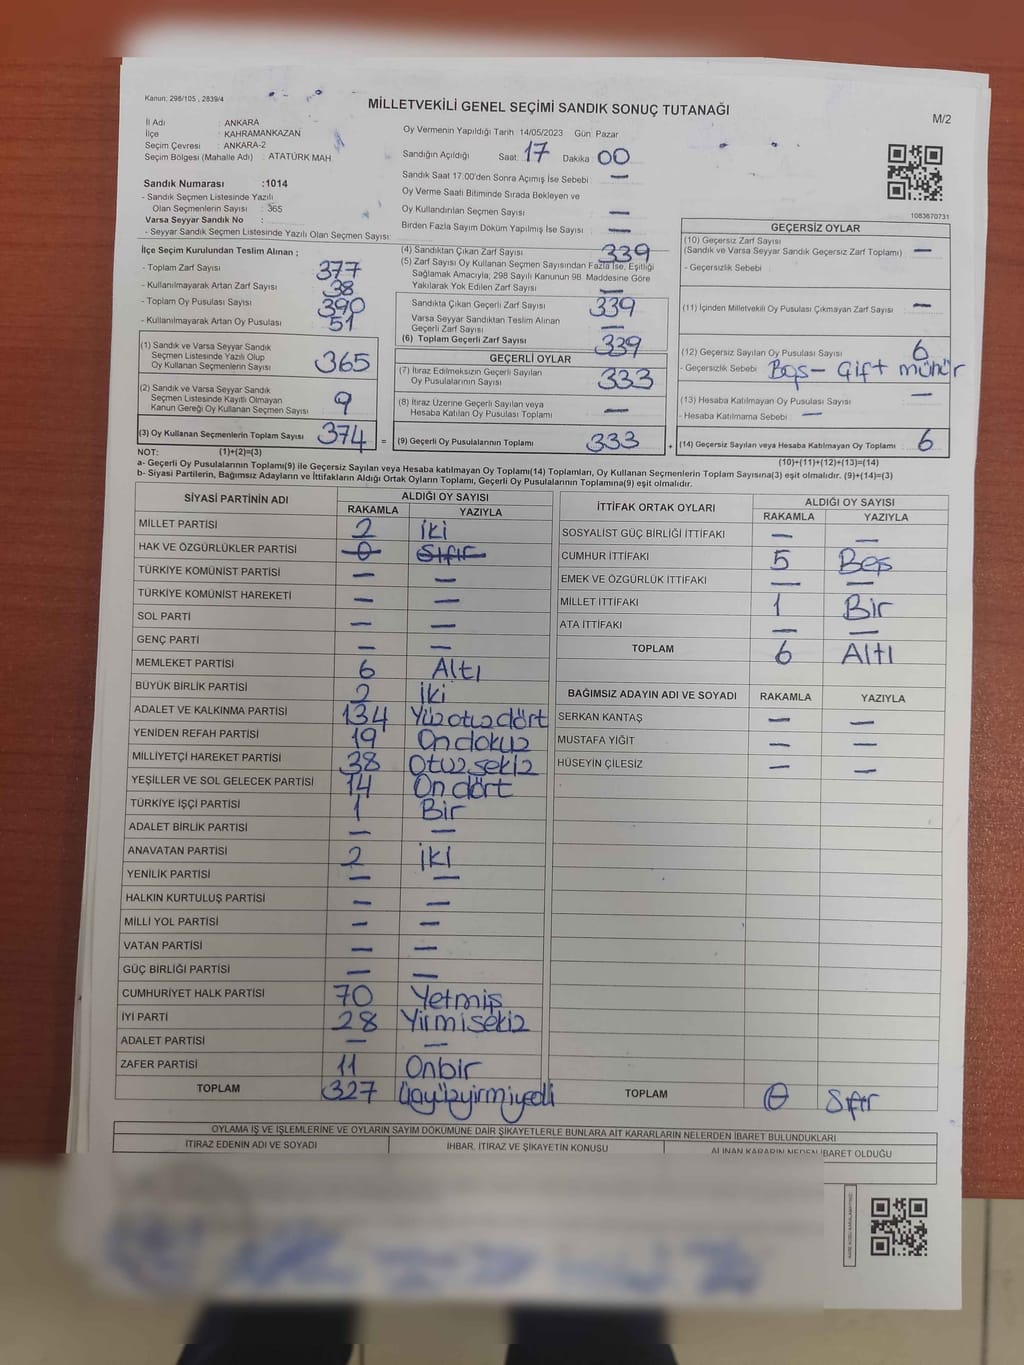 Kanun: 298/105 , 2839/4
MİLLETVEKİLİ GENEL SEÇİMİ SANDIK SONUÇ TUTANAĞI
M/2
İl Adı : ANKARA
İlçe : KAHRAMANKAZAN
Seçim Çevresi : ANKARA-2
Seçim Bölgesi (Mahalle Adı) : ATATÜRK MAH.
Sandık Numarası :1014
- Sandık Seçmen Listesinde Yazılı
Olan Seçmenlerin Sayısı : 365
Varsa Seyyar Sandık No :
- Seyyar Seçmen Listesinde Yazılı Olan Seçmen Sayısı:
Oy Vermenin Yapıldığı Tarih :14/05/2023 Gün: Pazar
Sandığın Açıldığı Saat: 17 Dakika 00
Sandık Saat 17:00'den Sonra Açımış İse Sebebi : —
Oy Verme Saati Bitiminde Sırada Bekleyen ve
Oy Kullandırılan Seçmen Sayısı —
Birden Fazla Sayım Döküm Yapılmış İse Sayısı —
1083670731
İlçe Seçim Kurulundan Teslim Alınan ;
- Toplam Zarf Sayısı 377
- Kullanılmayarak Artan Zarf Sayısı 38
- Toplam Oy Pusulası Sayısı 390
- Kullanılmayarak Artan Oy Pusulası 51
(1) Sandık ve Varsa Seyyar Sandık
Seçmen Listesinde Yazılı Olup
Oy Kullanan Seçmenlerin Sayısı 365
(2) Sandık ve Varsa Seyyar Sandık
Seçmen Listesinde Kayıtlı Olmayan
Kanun Gereği Oy Kullanan Seçmen Sayısı 9
(3) Oy Kullanan Seçmenlerin Toplam Sayısı 374 =
(4) Sandıktan Çıkan Zarf Sayısı 339
(5) Zarf Sayısı Oy Kullanan Seçmen Sayısından Fazla İse, Eşitliği
Sağlamak Amacıyla; 298 Sayılı Kanunun 98. Maddesine Göre
Yakılarak Yok Edilen Zarf Sayısı —
Sandıkta Çıkan Geçerli Zarf Sayısı 339
Varsa Seyyar Sandıktan Teslim Alınan
Geçerli Zarf Sayısı —
(6) Toplam Geçerli Zarf Sayısı 339
GEÇERLİ OYLAR
(7) İtiraz Edilmeksizin Geçerli Sayılan
Oy Pusulalarının Sayısı 333
(8) İtiraz Üzerine Geçerli Sayılan veya
Hesaba Katılan Oy Pusulası Toplamı —
(9) Geçerli Oy Pusulalarının Toplamı 333 +
GEÇERSİZ OYLAR
(10) Geçersiz Zarf Sayısı
(Sandık ve Varsa Seyyar Sandık Geçersiz Zarf Toplamı) —
- Geçersizlik Sebebi
(11) İçinden Milletvekili Oy Pusulası Çıkmayan Zarf Sayısı —
(12) Geçersiz Sayılan Oy Pusulası Sayısı 6
- Geçersizlik Sebebi Boş - Çift mühür
(13) Hesaba Katılmayan Oy Pusulası Sayısı —
- Hesaba Katılmama Sebebi —
(14) Geçersiz Sayılan veya Hesaba Katılmayan Oy Toplamı 6
NOT: (1)+(2)=(3)
(10)+(11)+(12)+(13)=(14)
a- Geçerli Oy Pusulalarının Toplamı(9) ile Geçersiz Sayılan veya Hesaba katılmayan Oy Toplamı(14) Toplamları, Oy Kullanan Seçmenlerin Toplam Sayısına(3) eşit olmalıdır. (9)+(14)=(3)
b- Siyasi Partilerin, Bağımsız Adayların ve İttifakların Aldığı Ortak Oyların Toplamı, Geçerli Oy Pusulalarının Toplamına(9) eşit olmalıdır.
SİYASİ PARTİNİN ADI ALDIĞI OY SAYISI
RAKAMLA YAZIYLA
MİLLET PARTİSİ 2 İki
HAK VE ÖZGÜRLÜKLER PARTİSİ 0 Sıfır
TÜRKİYE KOMÜNİST PARTİSİ — —
TÜRKİYE KOMÜNİST HAREKETİ — —
SOL PARTİ — —
GENÇ PARTİ — —
MEMLEKET PARTİSİ 6 Altı
BÜYÜK BİRLİK PARTİSİ 2 İki
ADALET VE KALKINMA PARTİSİ 134 Yüzotuzdört
YENİDEN REFAH PARTİSİ 19 Ondokuz
MİLLİYETÇİ HAREKET PARTİSİ 38 Otuzsekiz
YEŞİLLER VE SOL GELECEK PARTİSİ 14 Ondört
TÜRKİYE İŞÇİ PARTİSİ 1 Bir
ADALET BİRLİK PARTİSİ — —
ANAVATAN PARTİSİ 2 İki
YENİLİK PARTİSİ — —
HALKIN KURTULUŞ PARTİSİ — —
MİLLİ YOL PARTİSİ — —
VATAN PARTİSİ — —
GÜÇ BİRLİĞİ PARTİSİ — —
CUMHURİYET HALK PARTİSİ 70 Yetmiş
İYİ PARTİ 28 Yirmisekiz
ADALET PARTİSİ — —
ZAFER PARTİSİ 11 Onbir
TOPLAM 327 Üçyüzyirmiyedi
İTTİFAK ORTAK OYLARI ALDIĞI OY SAYISI
RAKAMLA YAZIYLA
SOSYALİST GÜÇ BİRLİĞİ İTTİFAKI — —
CUMHUR İTTİFAKI 5 Beş
EMEK VE ÖZGÜRLÜK İTTİFAKI — —
MİLLET İTTİFAKI 1 Bir
ATA İTTİFAKI — —
TOPLAM 6 Altı
BAĞIMSIZ ADAYIN ADI VE SOYADI RAKAMLA YAZIYLA
SERKAN KANTAŞ — —
MUSTAFA YİĞİT — —
HÜSEYİN ÇİLESİZ — —
TOPLAM 0 Sıfır
OYLAMA İŞ VE İŞLEMLERİNE VE OYLARIN SAYIM DÖKÜMÜNE DAİR ŞİKAYETLERLE BUNLARA AİT KARARLARIN NELERDEN İBARET BULUNDUKLARI
İTİRAZ EDENİN ADI VE SOYADI İHBAR, İTİRAZ VE ŞİKAYETİN KONUSU ALINAN KARARIN NEDEN İBARET OLDUĞU